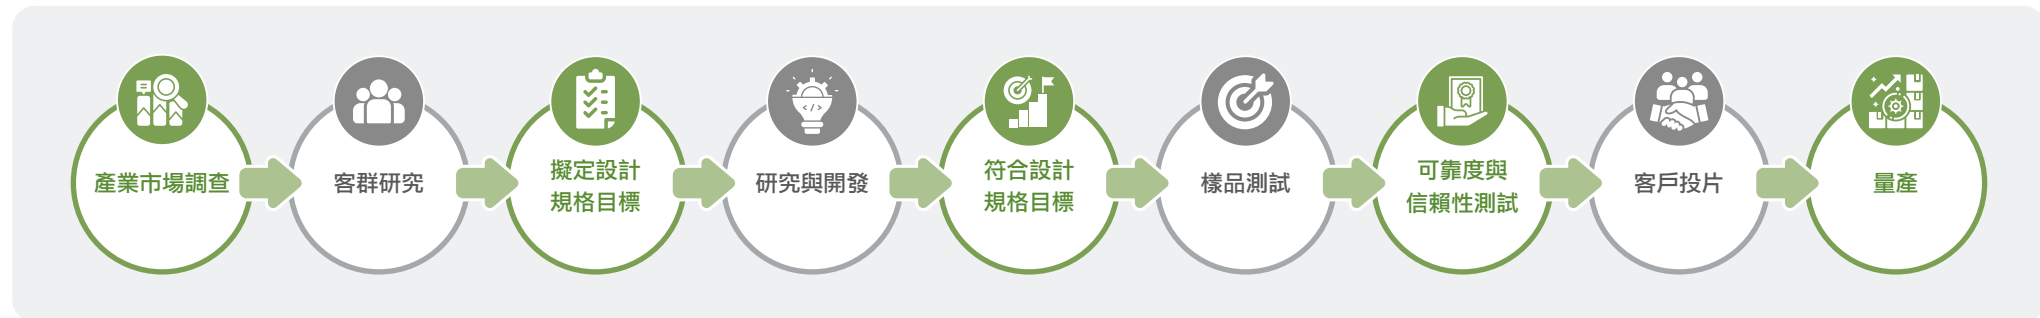 產業市場調查
客群研究
擬定設計
規格目標
研究與開發
符合設計
規格目標
樣品測試
可靠度與
信賴性測試
客戶投片
量產